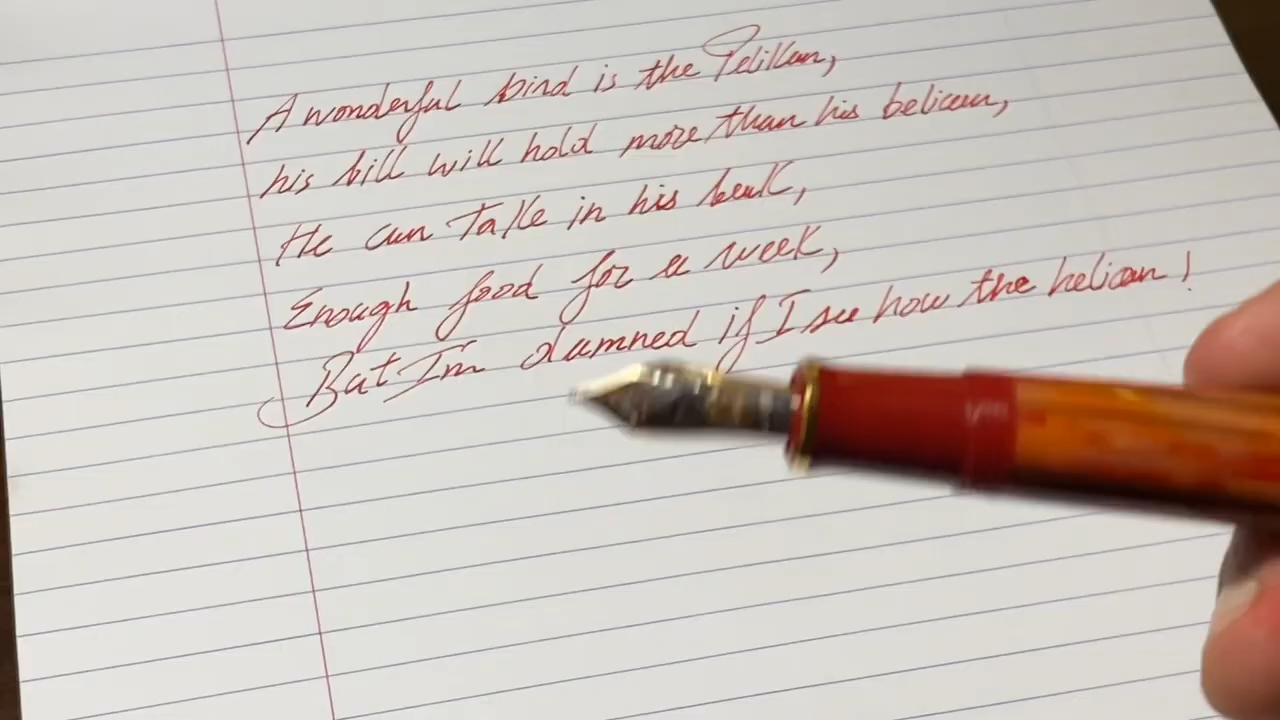 A wonderful bird is the Pelikan,
his bill will hold more than his belican,
He can take in his beak,
Enough food for a week,
But I'm damned if I see how the helican!